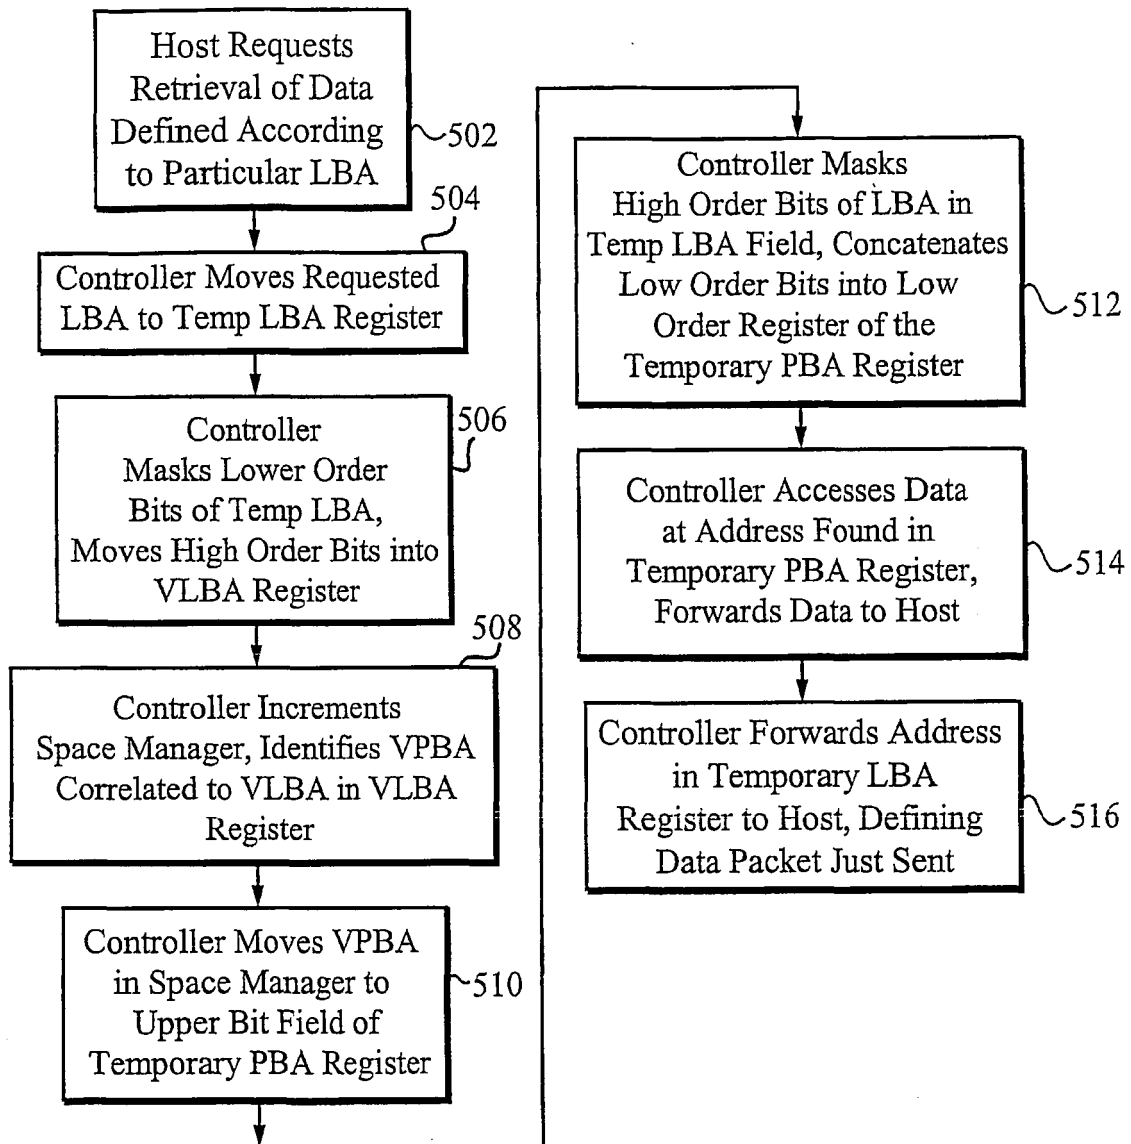 Host Requests
Retrieval of Data
Defined According
to Particular LBA
502
504
Controller Moves Requested
LBA to Temp LBA Register
506
Controller
Masks Lower Order
Bits of Temp LBA,
Moves High Order Bits into
VLBA Register
508
Controller Increments
Space Manager, Identifies VPBA
Correlated to VLBA in VLBA
Register
Controller Moves VPBA
in Space Manager to
Upper Bit Field of
Temporary PBA Register
510
Controller Masks
High Order Bits of LBA in
Temp LBA Field, Concatenates
Low Order Bits into Low
Order Register of the
Temporary PBA Register
512
Controller Accesses Data
at Address Found in
Temporary PBA Register,
Forwards Data to Host
514
Controller Forwards Address
in Temporary LBA
Register to Host, Defining
Data Packet Just Sent
516